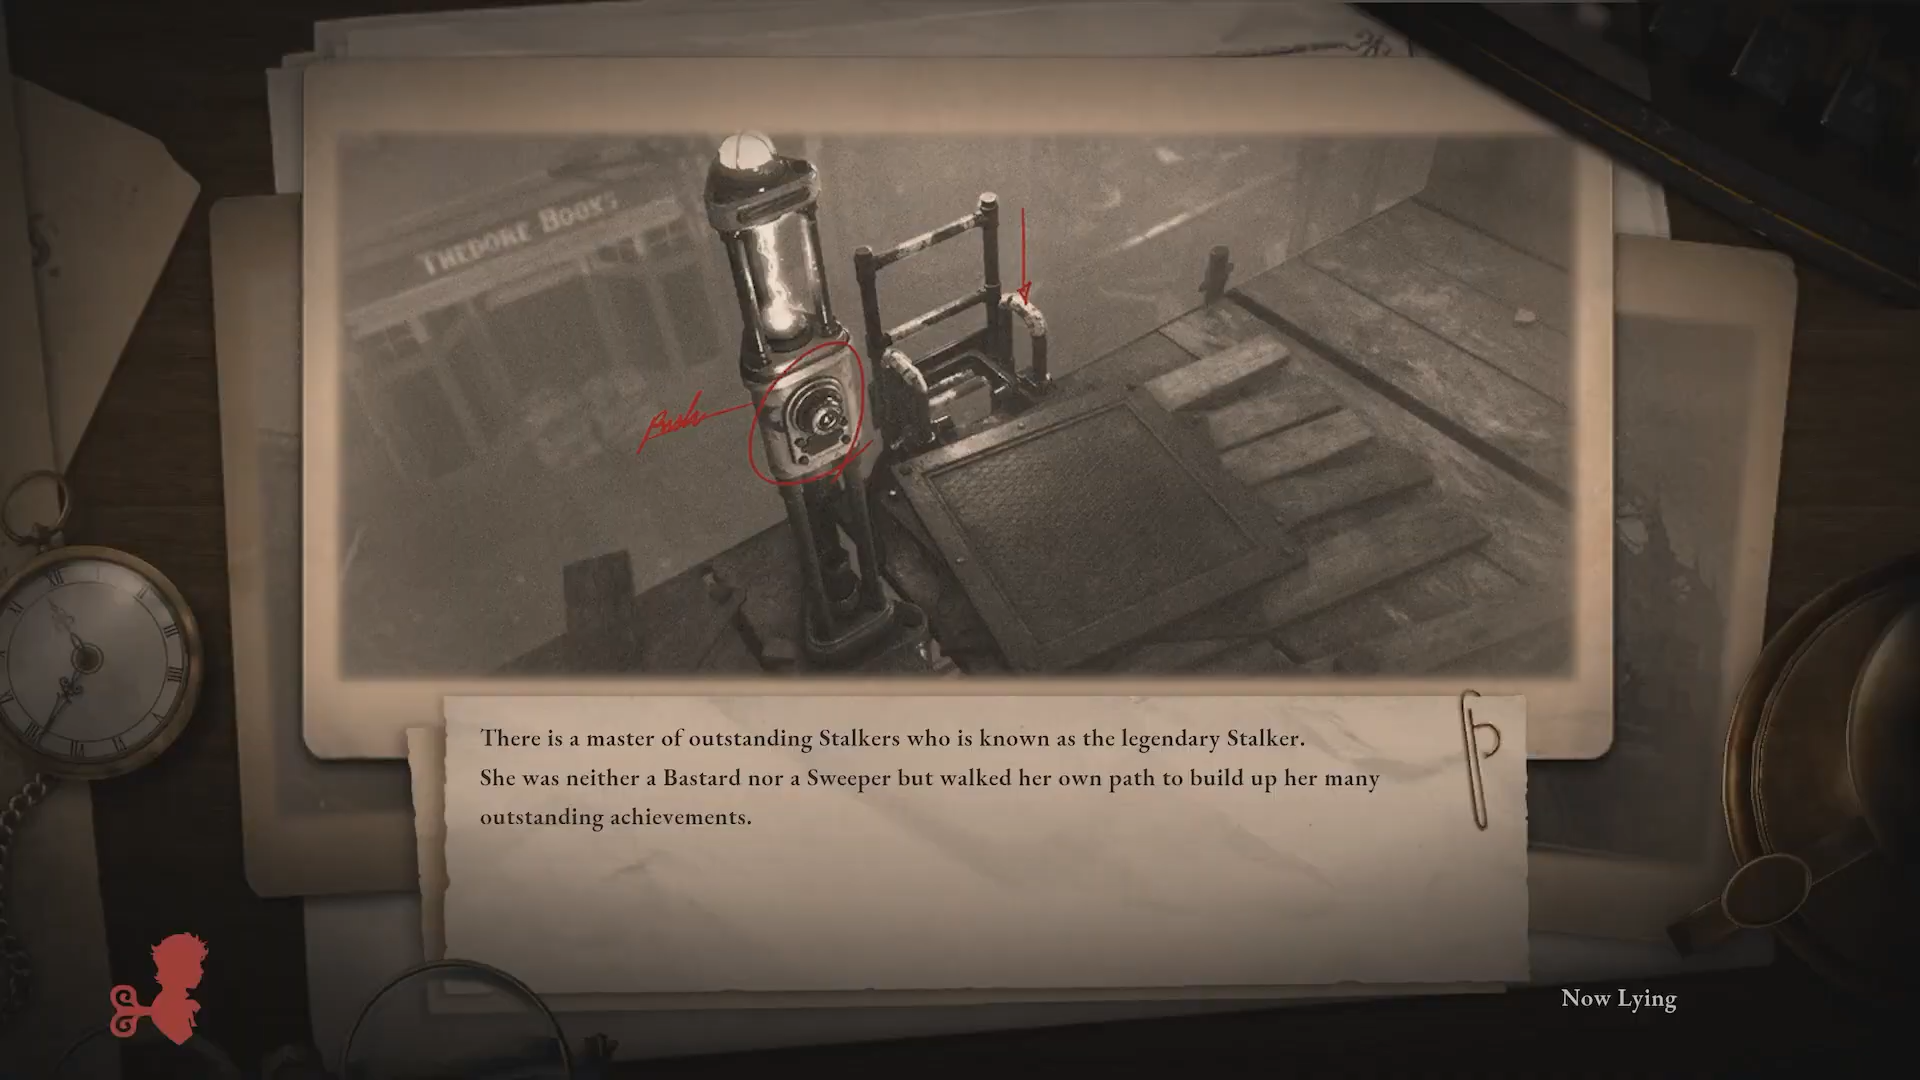 THEDORE BOOKS
Push
There is a master of outstanding Stalkers who is known as the legendary Stalker.
She was neither a Bastard nor a Sweeper but walked her own path to build up her many
outstanding achievements.
Now Lying